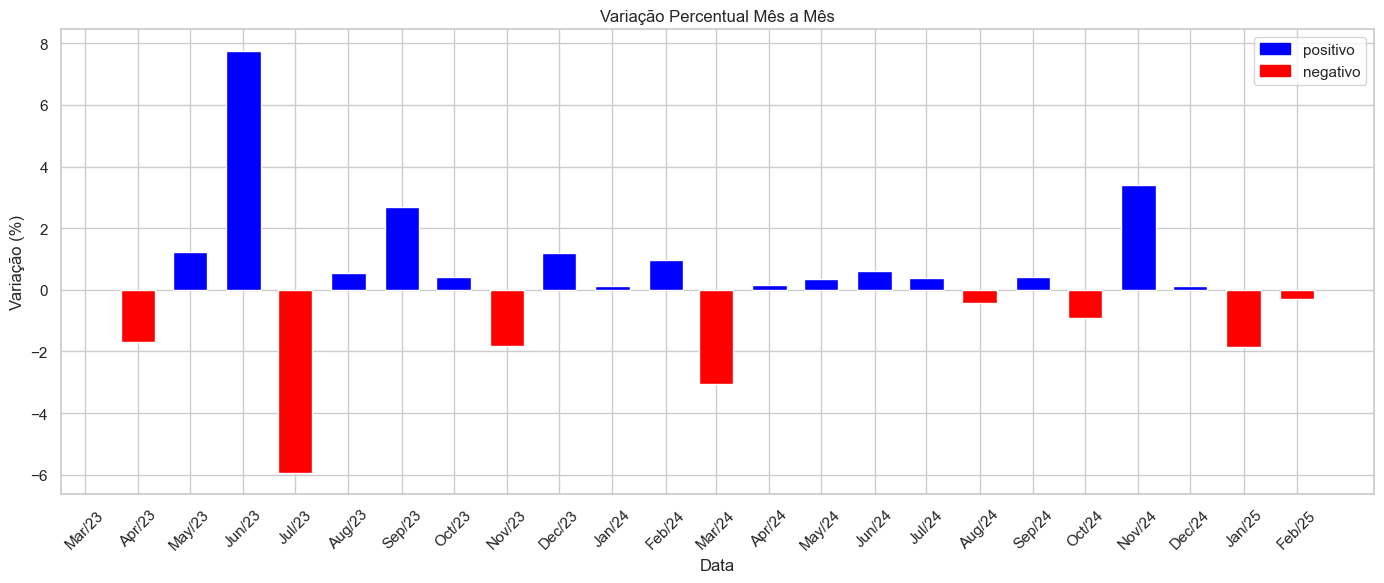 Variação Percentual Mês a Mês
positivo
negativo
Variação (%)
8
6
4
2
0
−2
−4
−6
Mar/23
Apr/23
May/23
Jun/23
Jul/23
Aug/23
Sep/23
Oct/23
Nov/23
Dec/23
Jan/24
Feb/24
Mar/24
Apr/24
May/24
Jun/24
Jul/24
Aug/24
Sep/24
Oct/24
Nov/24
Dec/24
Jan/25
Feb/25
Data